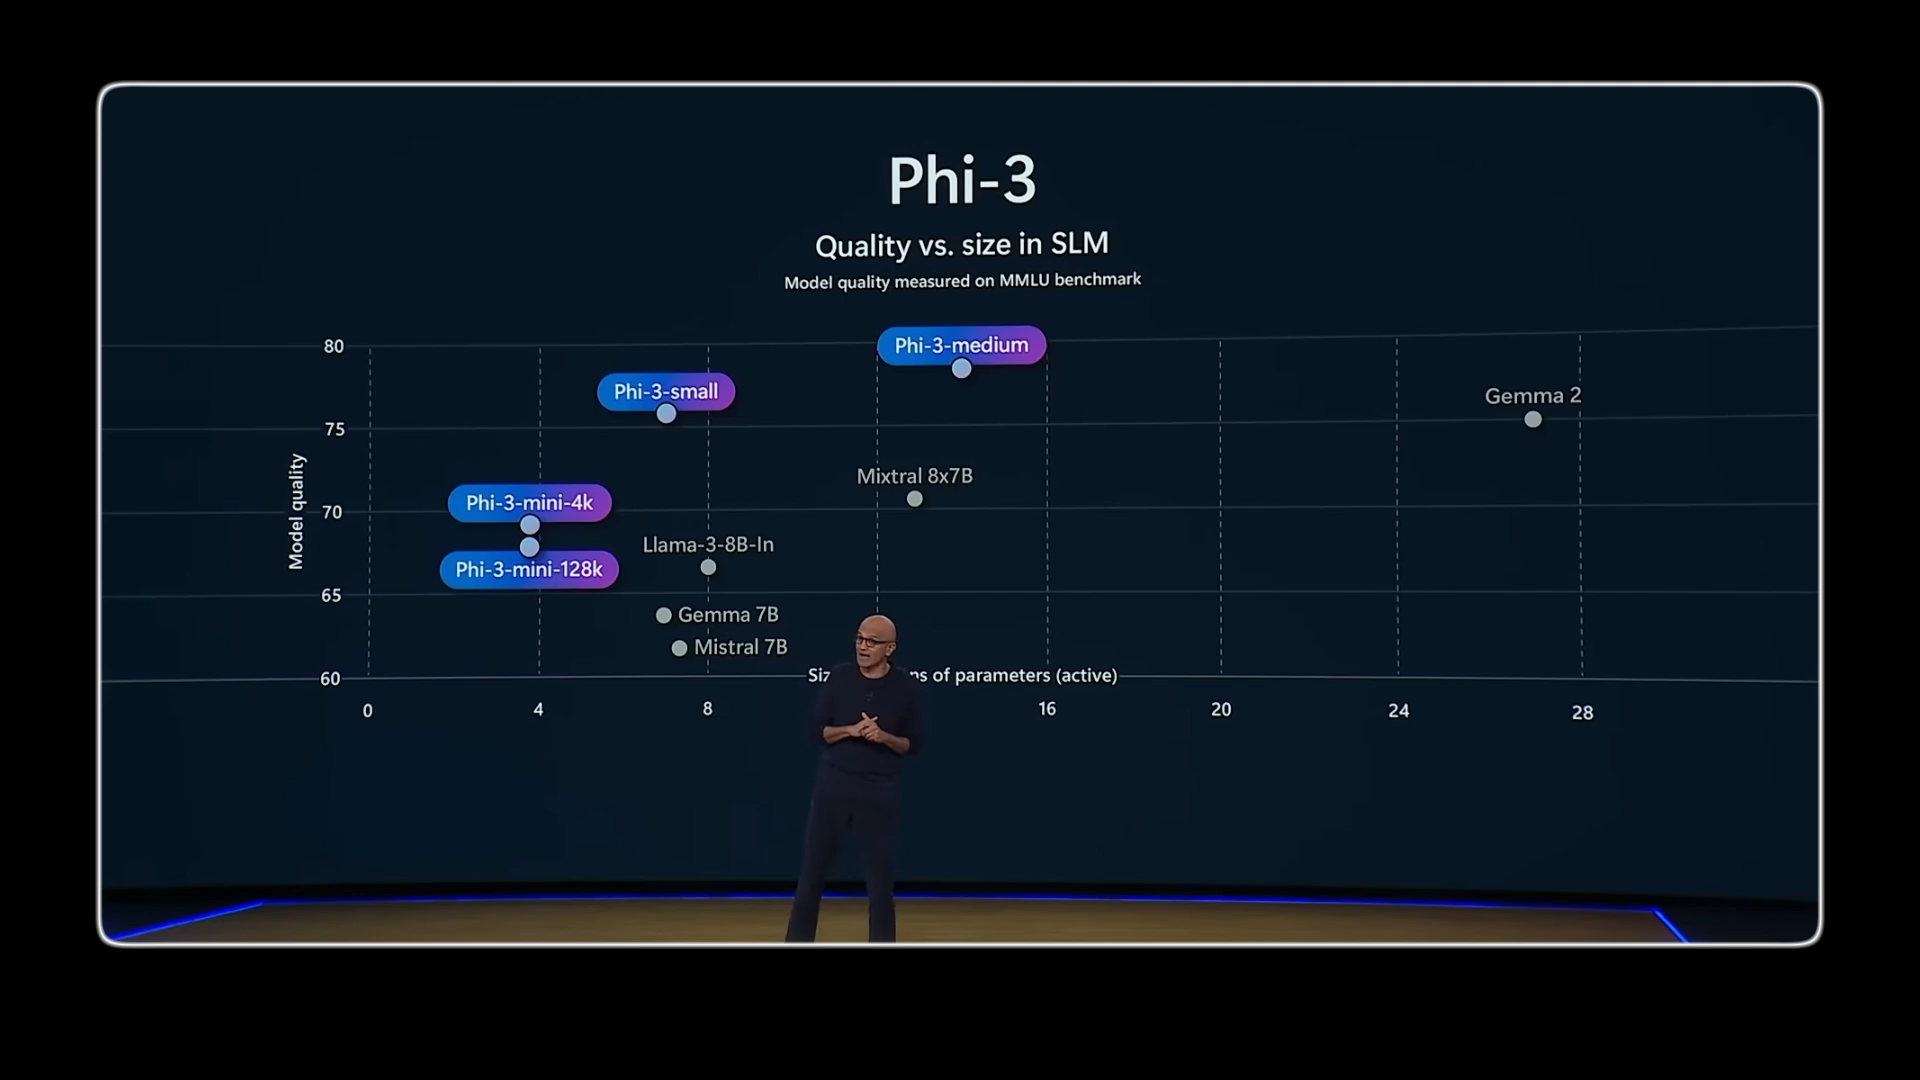 Phi-3
Quality vs. size in SLM
Model quality measured on MMLU benchmark
80
75
70
65
60
Model quality
Phi-3-medium
Phi-3-small
Gemma 2
Mixtral 8x7B
Phi-3-mini-4k
Llama-3-8B-In
Phi-3-mini-128k
Gemma 7B
Mistral 7B
of parameters (active)
0 4 8 16 20 24 28